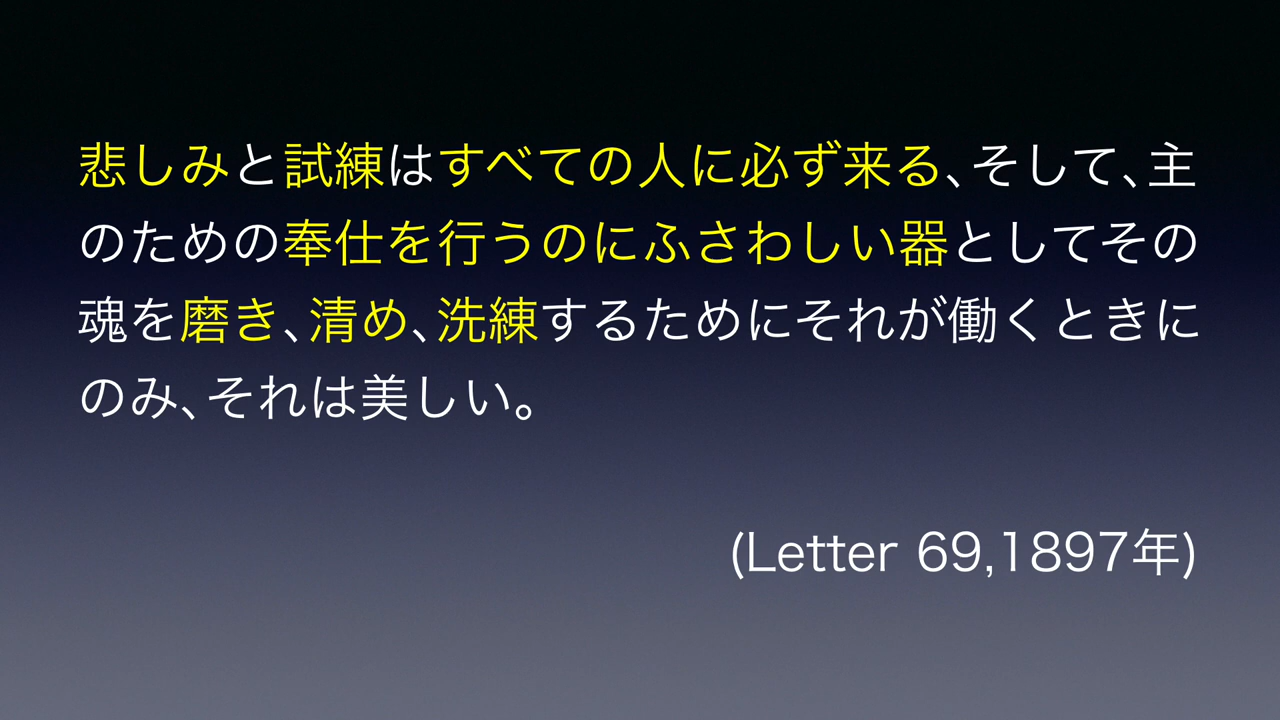 悲しみと試練はすべての人に必ず来る、そして、主
のための奉仕を行うのにふさわしい器としてその
魂を磨き、清め、洗練するためにそれが働くときに
のみ、それは美しい。
(Letter 69,1897年)